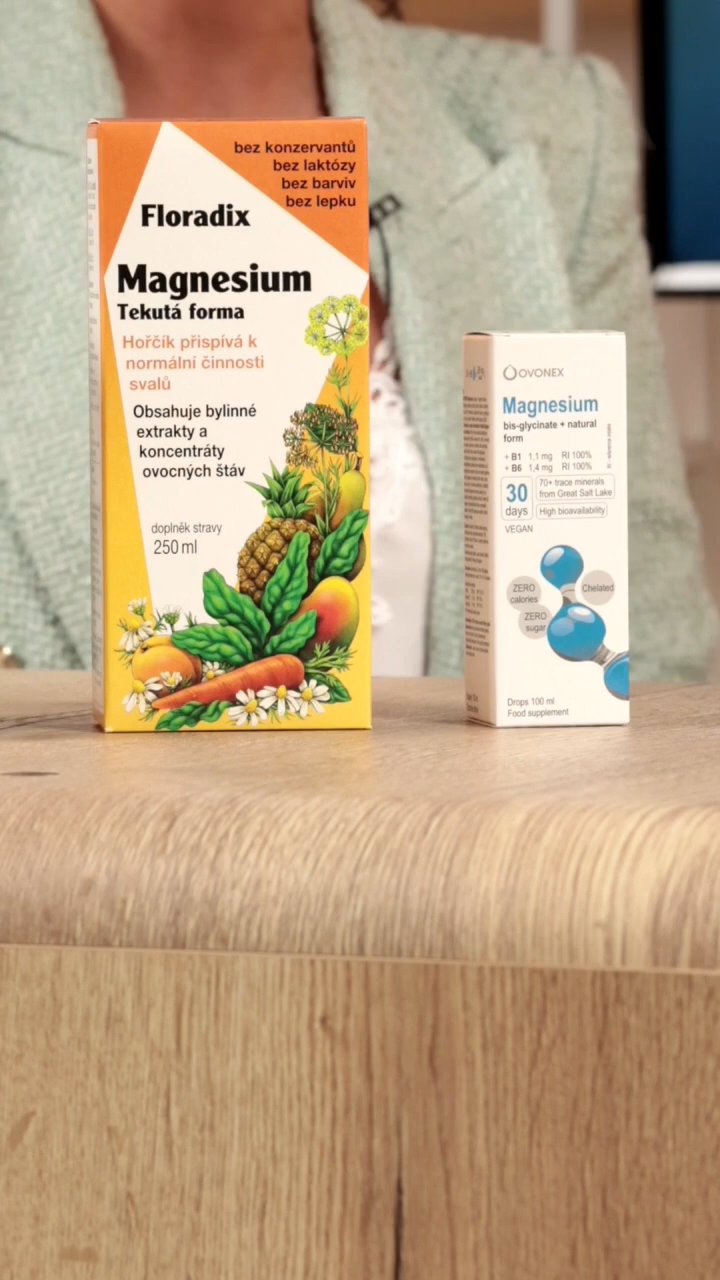 bez konzervantů
bez laktózy
bez barviv
bez lepku
Floradix
Magnesium
Tekutá forma
Hořčík přispívá k
normální činnosti
svalů
Obsahuje bylinné
extrakty a
koncentráty
ovocných štáv
doplněk stravy
250 ml
OVONEX
Magnesium
bis-glycinate + natural
form
+ B1 1,1 mg RI 100%
+ B6 1,4 mg RI 100%
30
days
70+ trace minerals
from Great Salt Lake
High bioavailability
VEGAN
ZERO
calories
Chelated
ZERO
sugar
Drops 100 ml
Food supplement